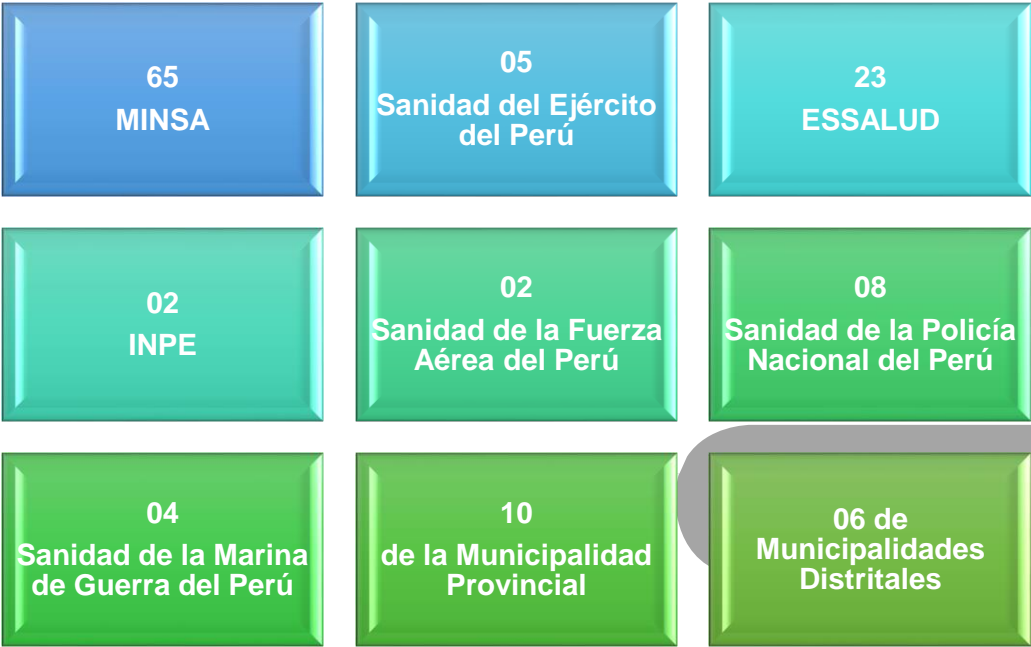 65
MINSA
05
Sanidad del Ejército
del Perú
23
ESSALUD
02
INPE
02
Sanidad de la Fuerza
Aérea del Perú
08
Sanidad de la Policía
Nacional del Perú
04
Sanidad de la Marina
de Guerra del Perú
10
de la Municipalidad
Provincial
06 de
Municipalidades
Distritales